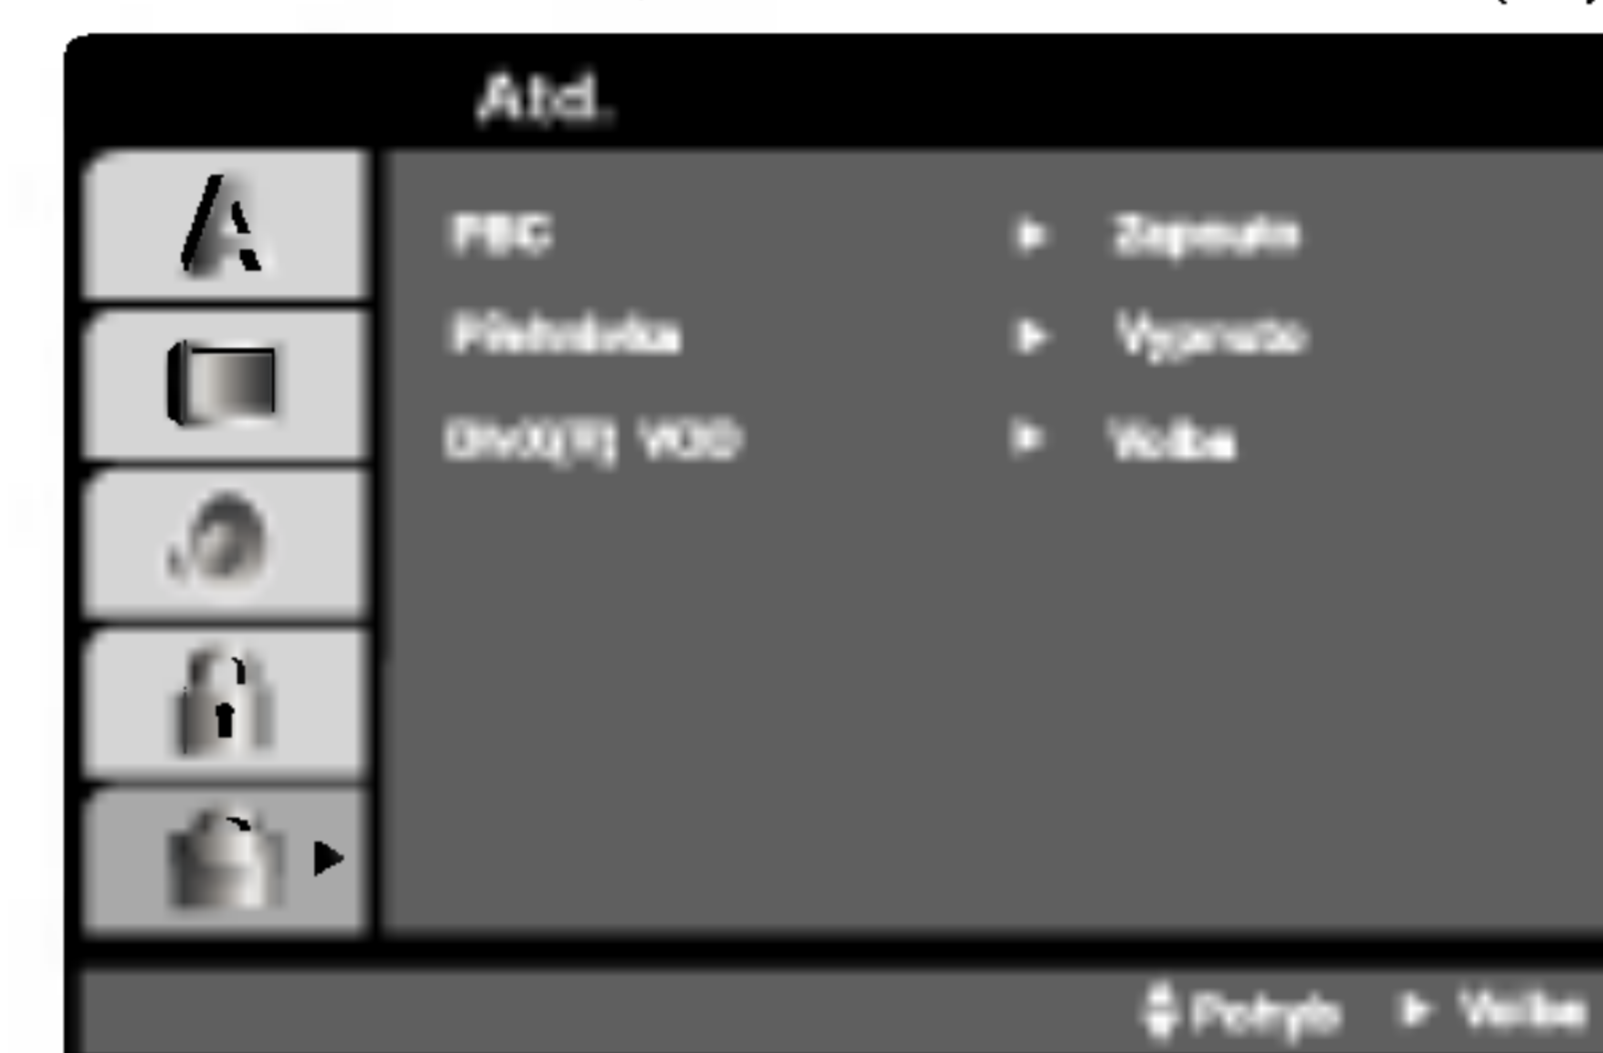 Atd.
PBC ► Zapnuto
Přehrávka ► Vypnuto
DivX(R) VOD ► Volba
Pohyb ► Volba